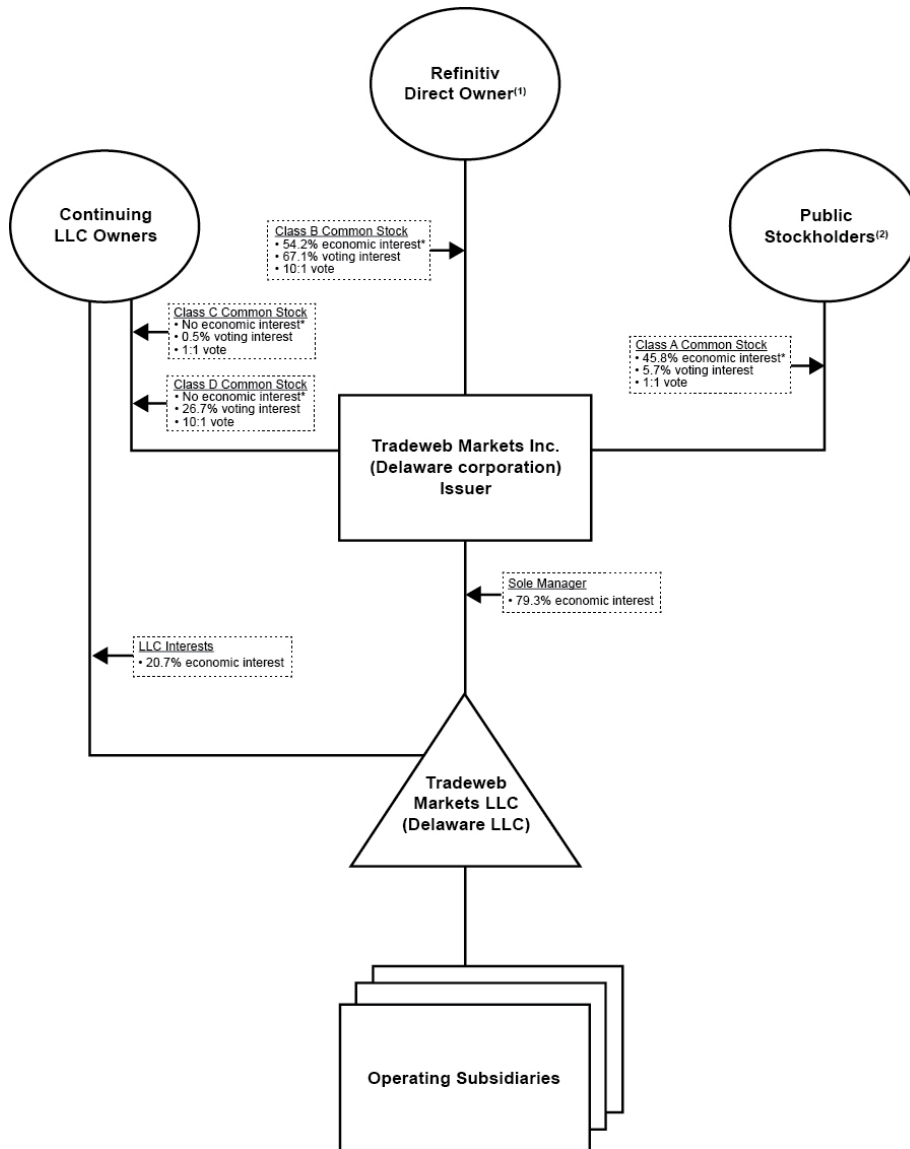 Refinitiv
Direct Owner(1)
Continuing
LLC Owners
Public
Stockholders(2)
Class B Common Stock
• 54.2% economic interest*
• 67.1% voting interest
• 10:1 vote
Class C Common Stock
• No economic interest*
• 0.5% voting interest
• 1:1 vote
Class A Common Stock
• 45.8% economic interest*
• 5.7% voting interest
• 1:1 vote
Class D Common Stock
• No economic interest*
• 26.7% voting interest
• 10:1 vote
Tradeweb Markets Inc.
(Delaware corporation)
Issuer
Sole Manager
• 79.3% economic interest
LLC Interests
• 20.7% economic interest
Tradeweb
Markets LLC
(Delaware LLC)
Operating Subsidiaries